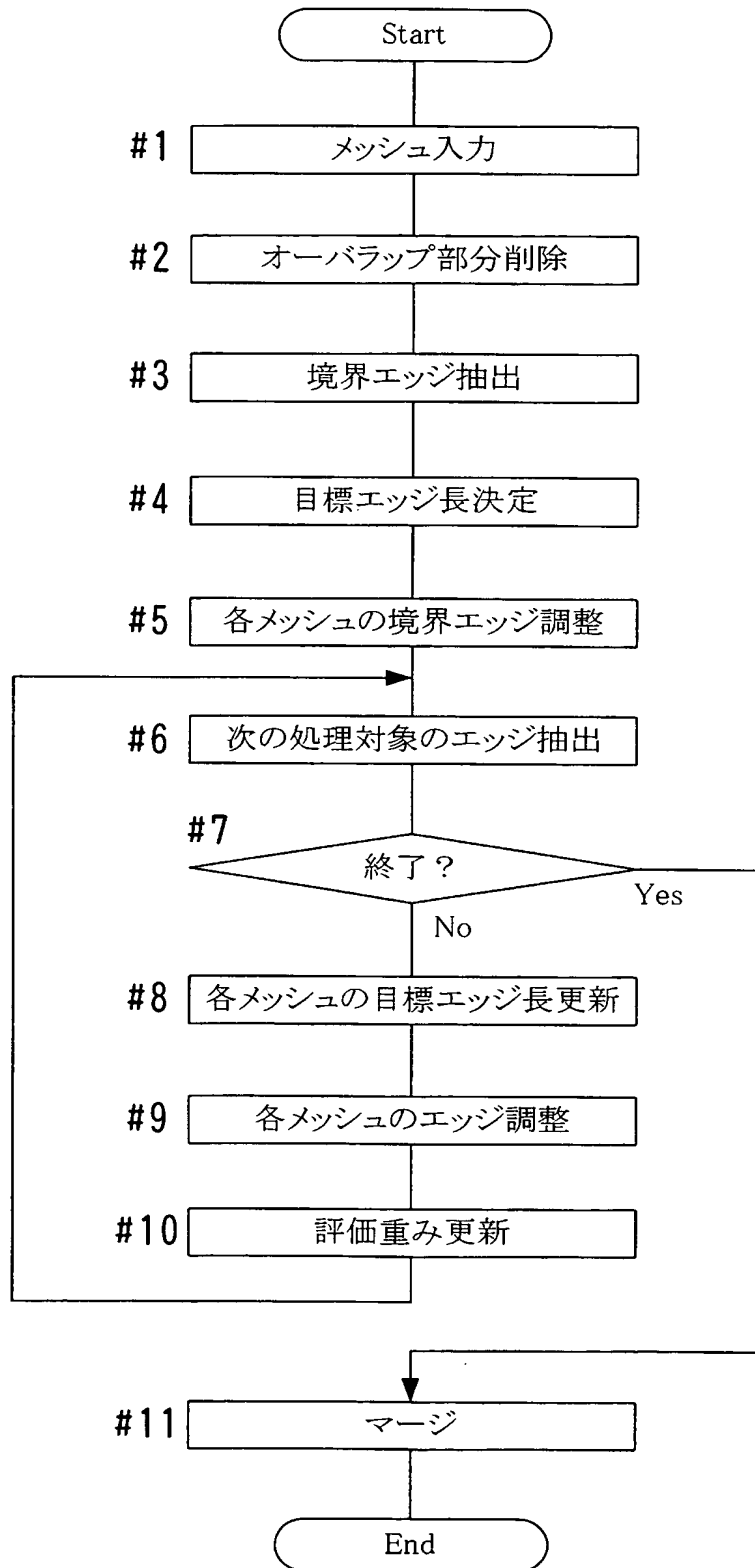 Start
#1 メッシュ入力
#2 オーバラップ部分削除
#3 境界エッジ抽出
#4 目標エッジ長決定
#5 各メッシュの境界エッジ調整
#6 次の処理対象のエッジ抽出
#7
終了?
Yes
No
#8 各メッシュの目標エッジ長更新
#9 各メッシュのエッジ調整
#10 評価重み更新
#11 マージ
End